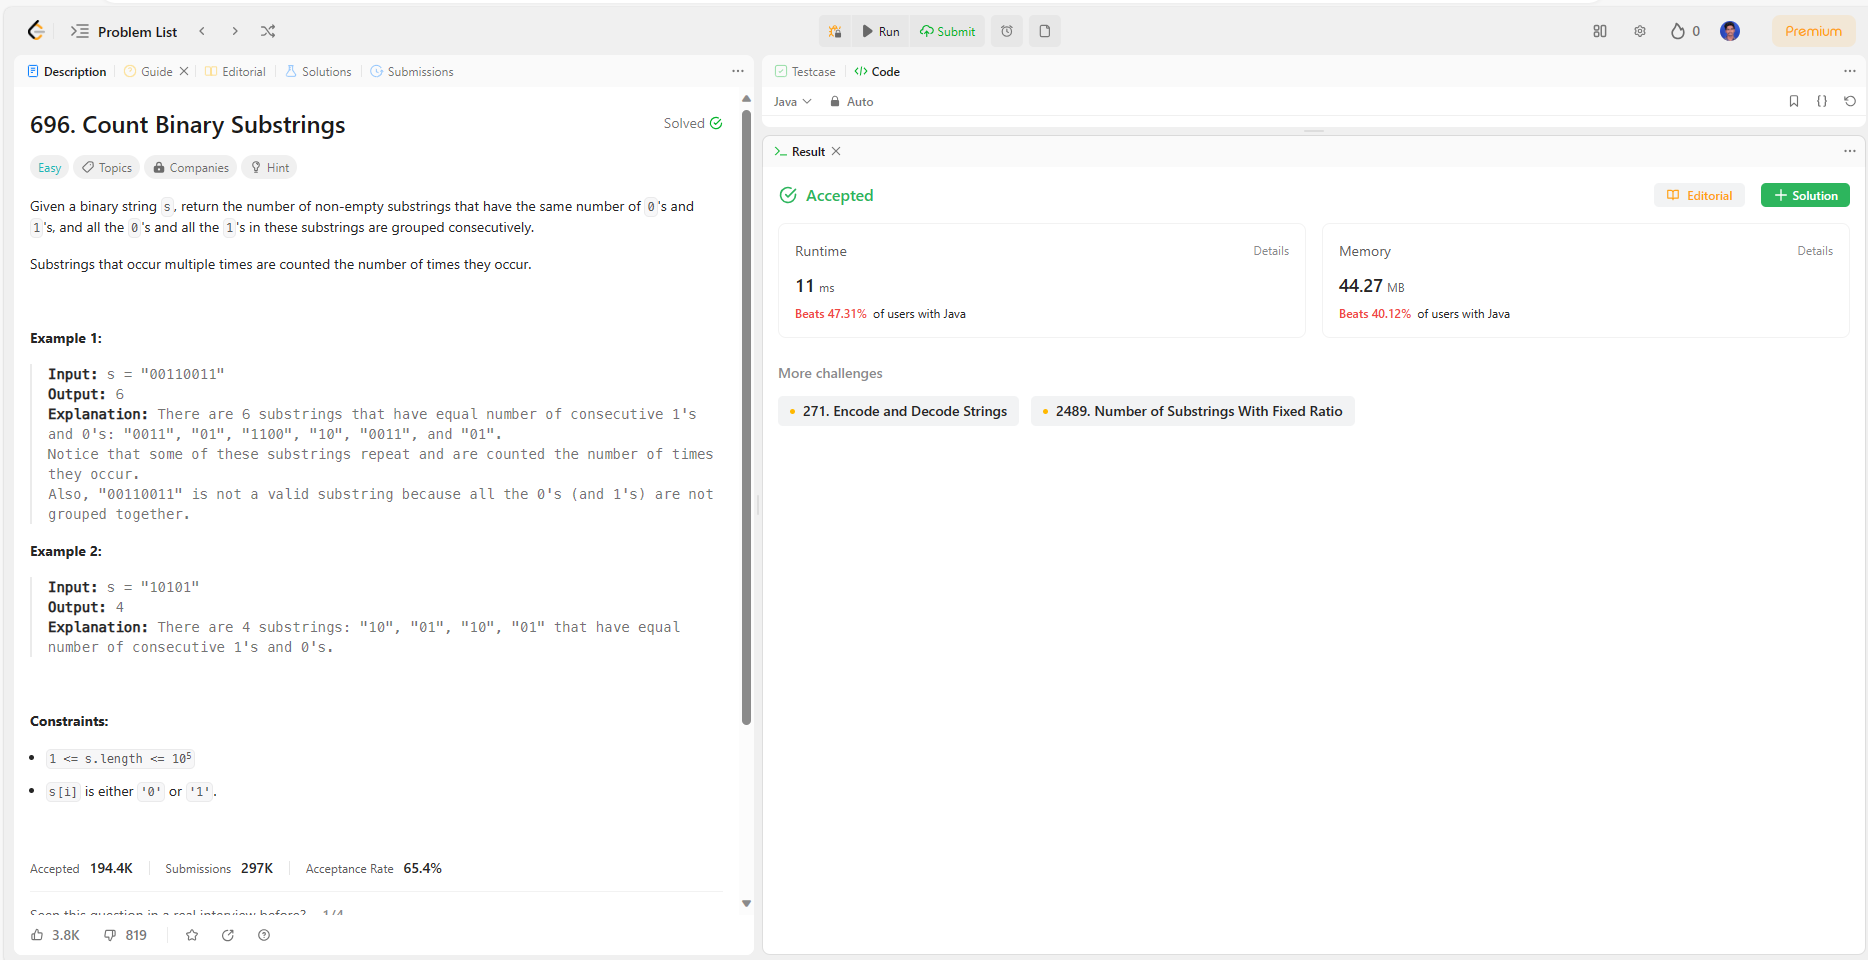 Problem List
Run
Submit
0
Premium
Description
Guide
Editorial
Solutions
Submissions
696. Count Binary Substrings
Solved
Easy
Topics
Companies
Hint
Given a binary string s, return the number of non-empty substrings that have the same number of 0's and
1's, and all the 0's and all the 1's in these substrings are grouped consecutively.
Substrings that occur multiple times are counted the number of times they occur.
Example 1:
Input: s = "00110011"
Output: 6
Explanation: There are 6 substrings that have equal number of consecutive 1's
and 0's: "0011", "01", "1100", "10", "0011", and "01".
Notice that some of these substrings repeat and are counted the number of times
they occur.
Also, "00110011" is not a valid substring because all the 0's (and 1's) are not
grouped together.
Example 2:
Input: s = "10101"
Output: 4
Explanation: There are 4 substrings: "10", "01", "10", "01" that have equal
number of consecutive 1's and 0's.
Constraints:
1 <= s.length <= 10⁵
s[i] is either '0' or '1'.
Accepted 194.4K
Submissions 297K
Acceptance Rate 65.4%
Seen this question in a real interview before? 1/4
3.8K
819
Testcase
Code
Java
Auto
Result
Accepted
Editorial
Solution
Runtime
Details
11 ms
Beats 47.31% of users with Java
Memory
Details
44.27 MB
Beats 40.12% of users with Java
More challenges
271. Encode and Decode Strings
2489. Number of Substrings With Fixed Ratio